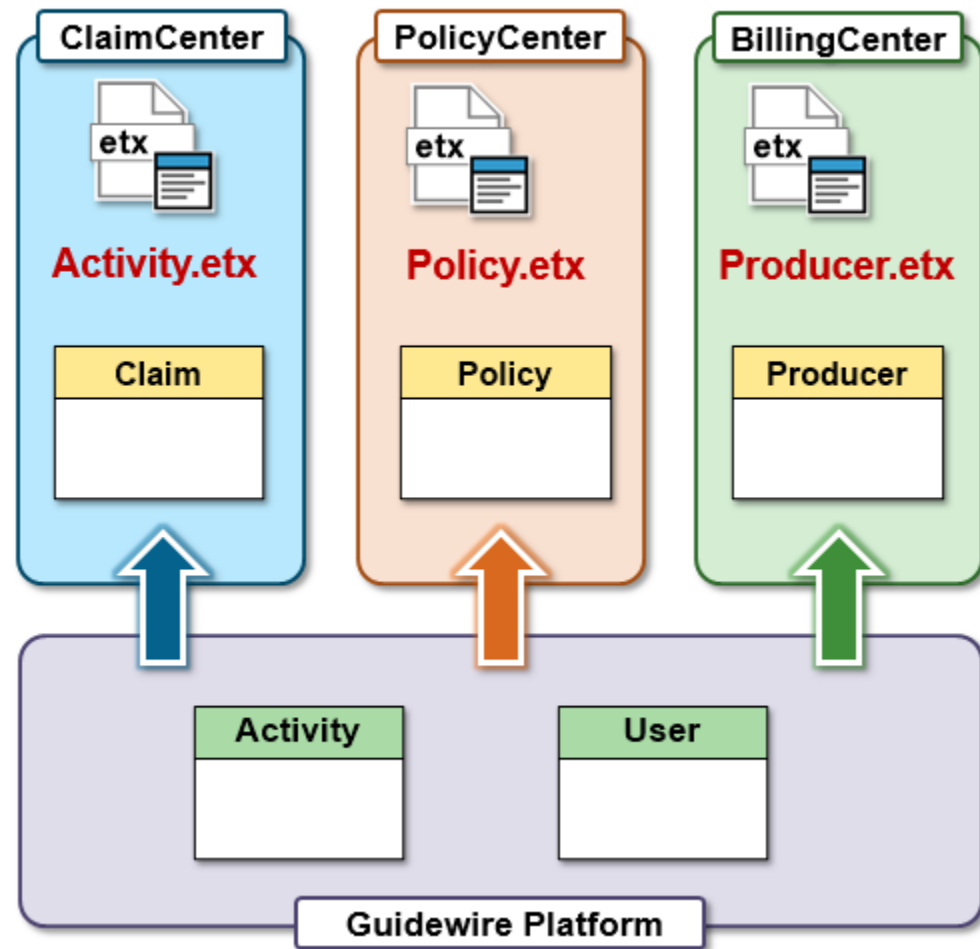 ClaimCenter
PolicyCenter
BillingCenter
etx
etx
etx
Activity.etx
Policy.etx
Producer.etx
Claim
Policy
Producer
Activity
User
Guidewire Platform